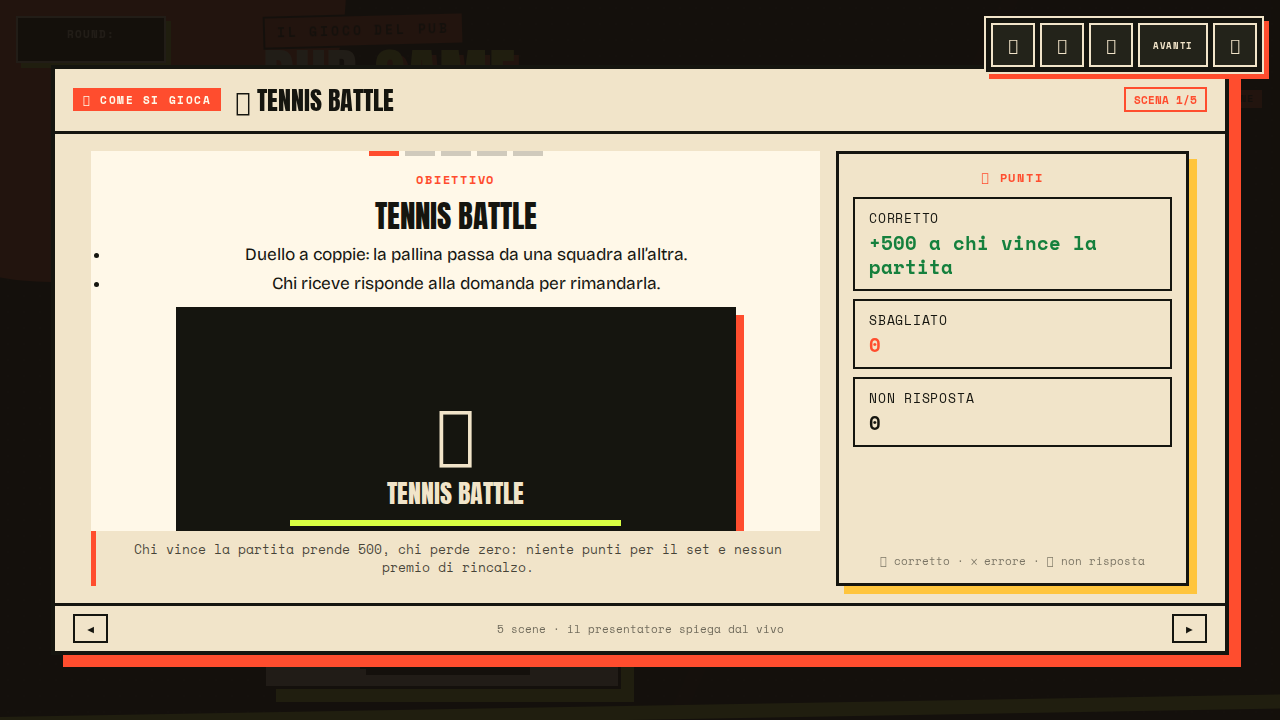 ROUND:
IL GIOCO DEL PUB
PUB GAME
AVANTI
COME SI GIOCA
TENNIS BATTLE
SCENA 1/5
OBIETTIVO
TENNIS BATTLE
• Duello a coppie: la pallina passa da una squadra all'altra.
• Chi riceve risponde alla domanda per rimandarla.
TENNIS BATTLE
Chi vince la partita prende 500, chi perde zero: niente punti per il set e nessun
premio di rincalzo.
PUNTI
CORRETTO
+500 a chi vince la
partita
SBAGLIATO
0
NON RISPOSTA
0
corretto · × errore · non risposta
◄
5 scene · il presentatore spiega dal vivo
►